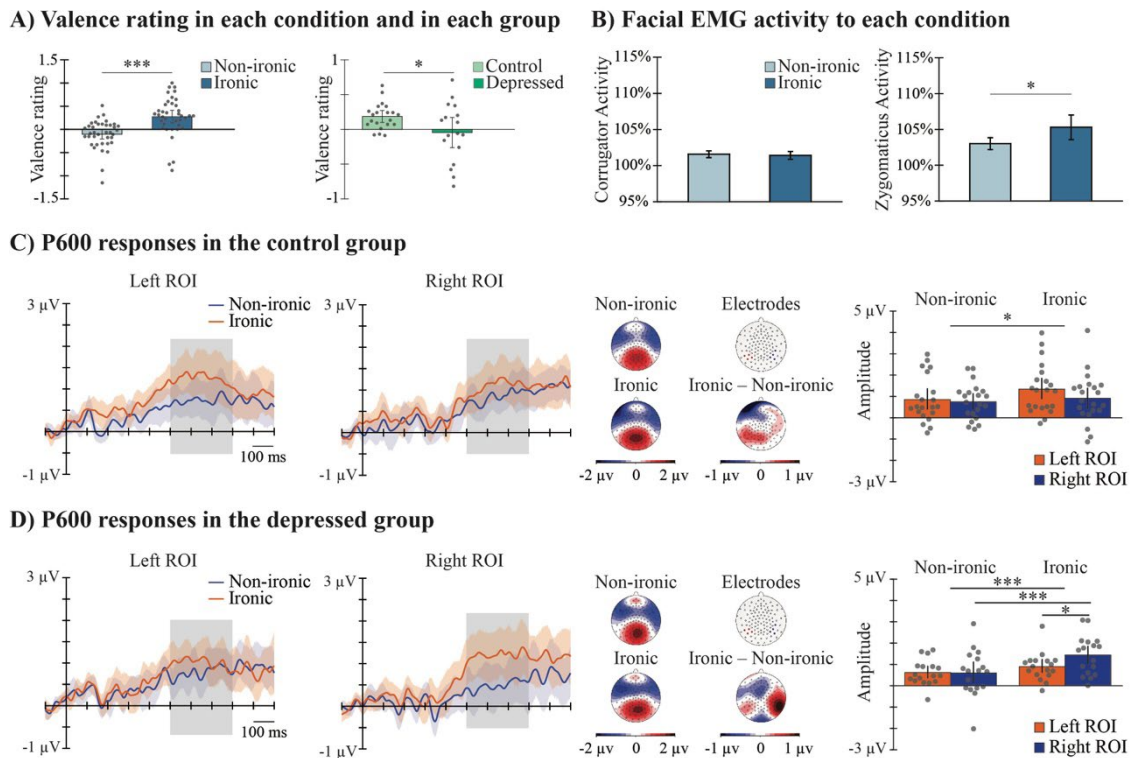 A) Valence rating in each condition and in each group
B) Facial EMG activity to each condition
1.5
Valence rating
-1.5
***
Non-ironic
Ironic
1
Valence rating
-1
*
Control
Depressed
115%
110%
105%
100%
95%
Corrugator Activity
Non-ironic
Ironic
115%
110%
105%
100%
95%
Zygomaticus Activity
*
C) P600 responses in the control group
Left ROI
3 µV
-1 µV
Non-ironic
Ironic
100 ms
Right ROI
3 µV
-1 µV
Non-ironic
Electrodes
Ironic
Ironic – Non-ironic
-2 µv 0 2 µv
-1 µv 0 1 µv
5 µV
Amplitude
-3 µV
Non-ironic
Ironic
*
Left ROI
Right ROI
D) P600 responses in the depressed group
Left ROI
3 µV
-1 µV
Non-ironic
Ironic
100 ms
Right ROI
3 µV
-1 µV
Non-ironic
Electrodes
Ironic
Ironic – Non-ironic
-2 µv 0 2 µv
-1 µv 0 1 µv
5 µV
Amplitude
-3 µV
Non-ironic
Ironic
***
***
*
Left ROI
Right ROI